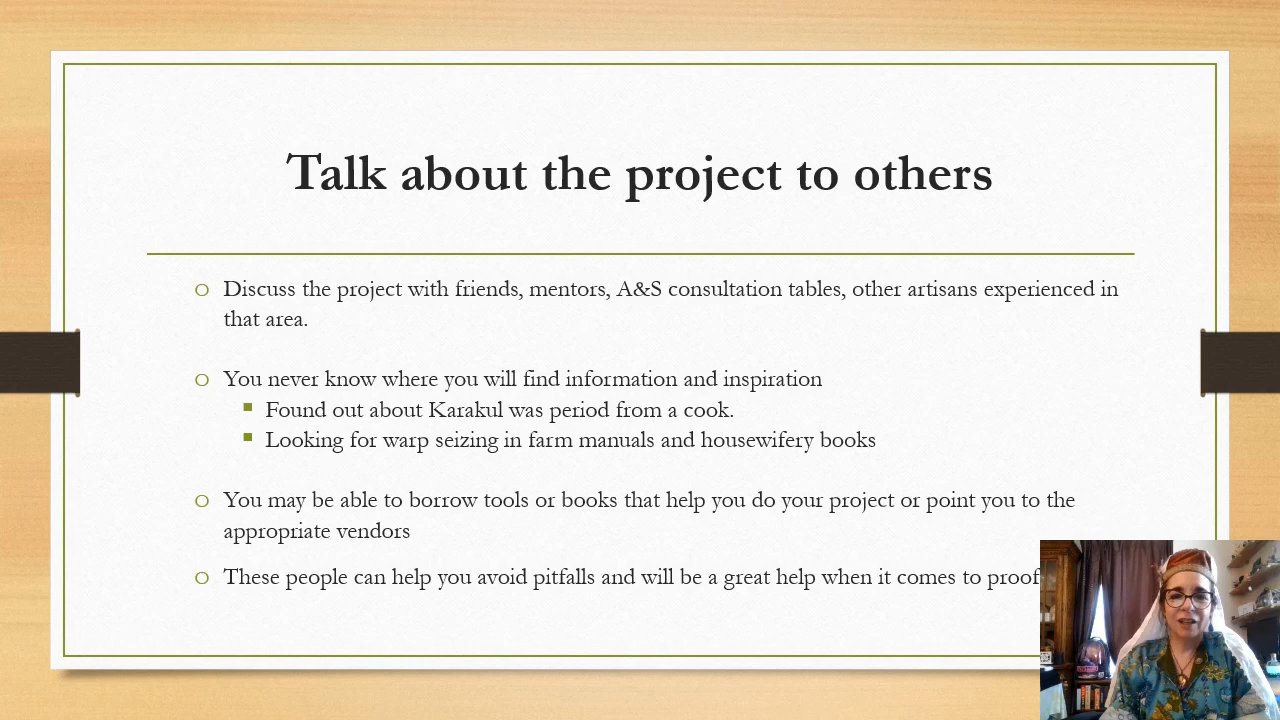 Talk about the project to others
o Discuss the project with friends, mentors, A&S consultation tables, other artisans experienced in
that area.
o You never know where you will find information and inspiration
▪ Found out about Karakul was period from a cook.
▪ Looking for warp seizing in farm manuals and housewifery books
o You may be able to borrow tools or books that help you do your project or point you to the
appropriate vendors
o These people can help you avoid pitfalls and will be a great help when it comes to proof